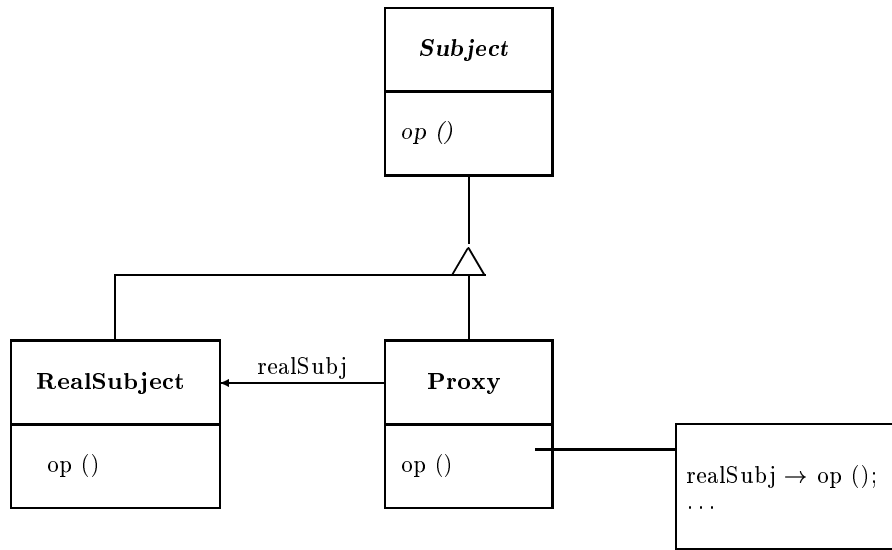 Subject
op ()
realSubj
RealSubject
Proxy
op ()
op ()
realSubj → op ();
...